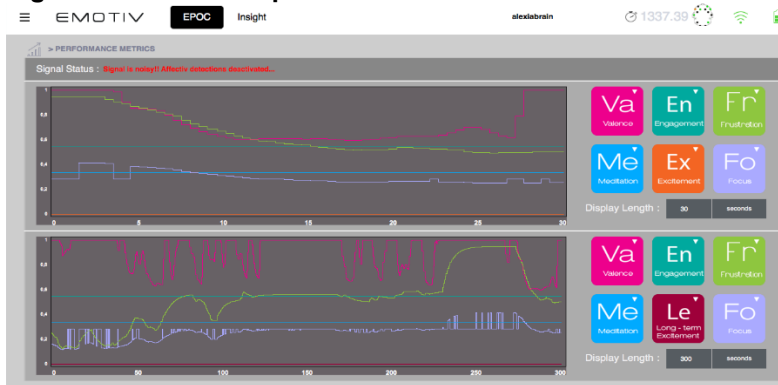 EMOTIV EPOC Insight alexiabrain 1337.39
> PERFORMANCE METRICS
Signal Status : Signal is noisy!! Affectiv detections deactivated...
1
0,8
0,6
0,4
0,2
0
0 5 10 15 20 25 30
Va En Fr
Valence Engagement Frustration
Me Ex Fo
Meditation Excitement Focus
Display Length : 30 seconds
1
0,8
0,6
0,4
0,2
0
0 50 100 150 200 250 300
Va En Fr
Valence Engagement Frustration
Me Le Fo
Meditation Long - term Focus
Excitement
Display Length : 300 seconds